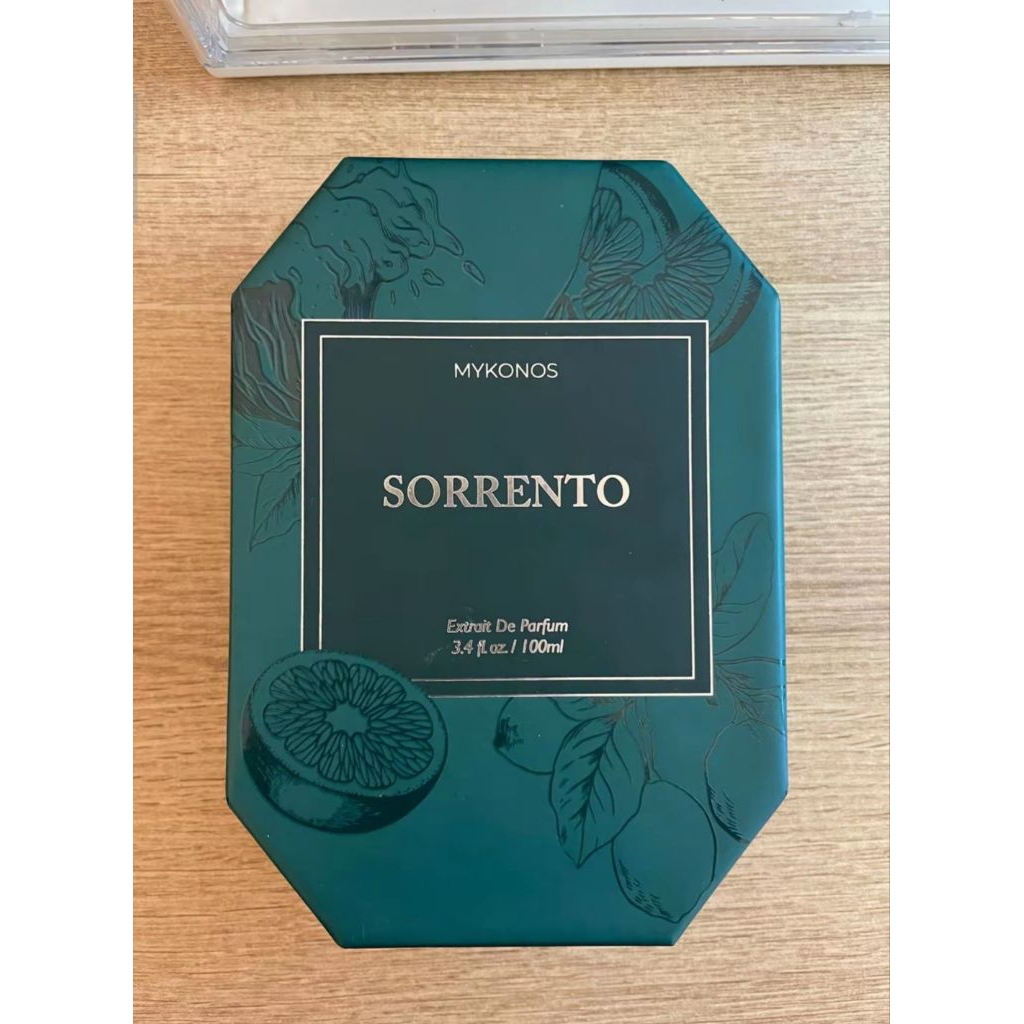 MYKONOS
SORRENTO
Extrait De Parfum
3.4 fl. oz. / 100ml